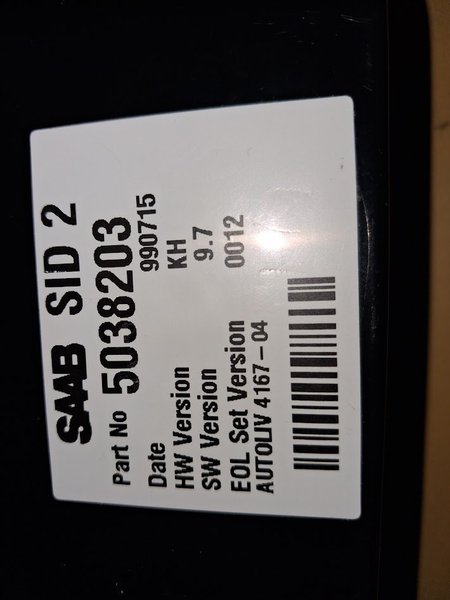 SAAB SID 2
Part No 5038203
Date 990715
HW Version KH
SW Version 9.7
EOL Set Version 0012
AUTOLIV 4167-04